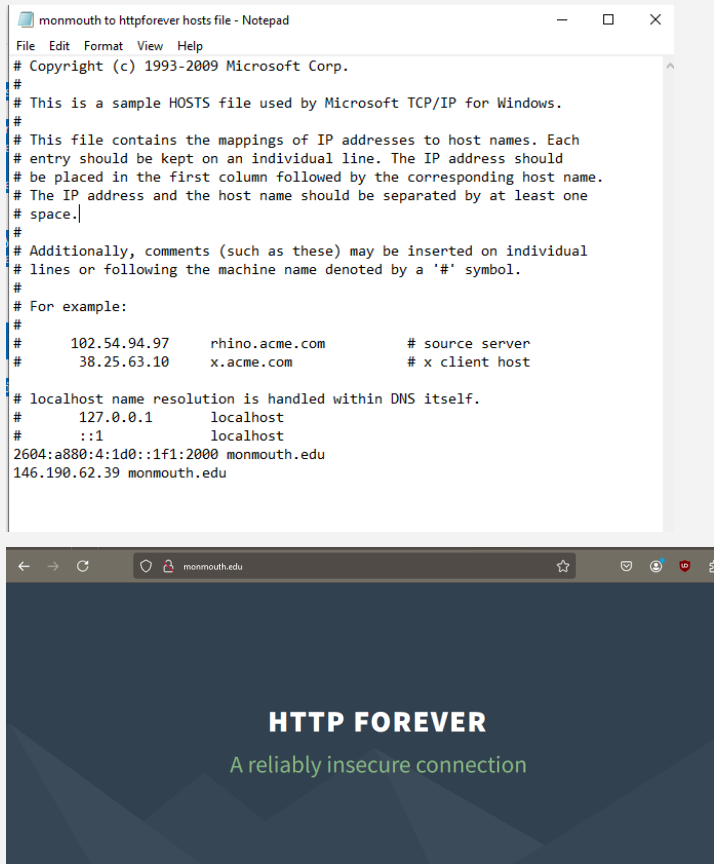 monmouth to httpforever hosts file - Notepad
File Edit Format View Help
# Copyright (c) 1993-2009 Microsoft Corp.
#
# This is a sample HOSTS file used by Microsoft TCP/IP for Windows.
#
# This file contains the mappings of IP addresses to host names. Each
# entry should be kept on an individual line. The IP address should
# be placed in the first column followed by the corresponding host name.
# The IP address and the host name should be separated by at least one
# space.
#
# Additionally, comments (such as these) may be inserted on individual
# lines or following the machine name denoted by a '#' symbol.
#
# For example:
#
#      102.54.94.97     rhino.acme.com          # source server
#       38.25.63.10     x.acme.com              # x client host

# localhost name resolution is handled within DNS itself.
#       127.0.0.1       localhost
#       ::1             localhost
2604:a880:4:1d0::1f1:2000 monmouth.edu
146.190.62.39 monmouth.edu
monmouth.edu
HTTP FOREVER
A reliably insecure connection